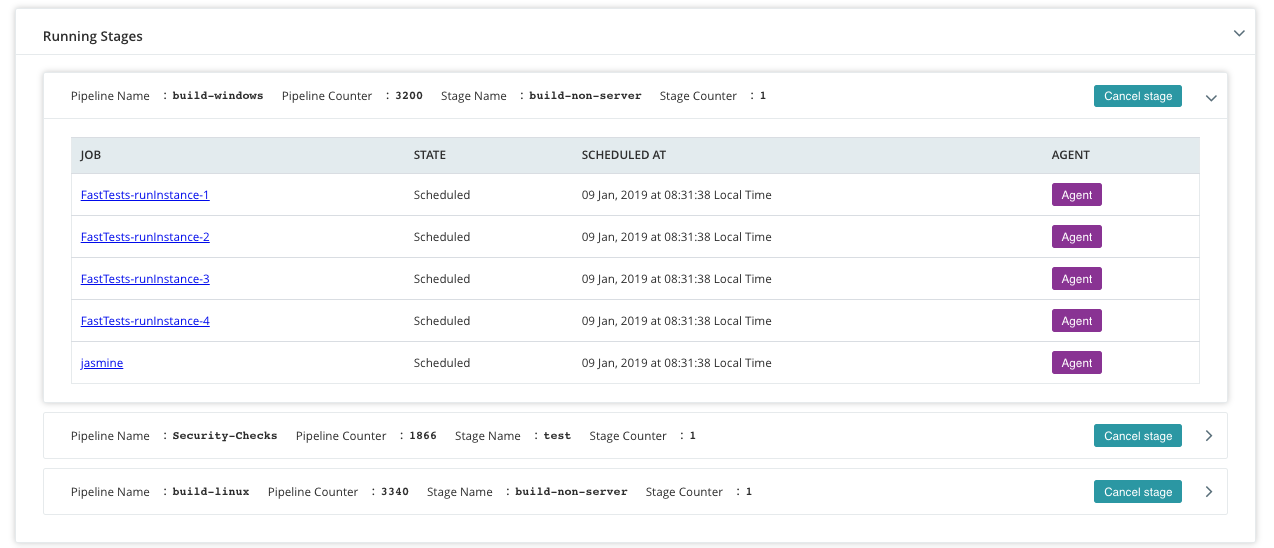 Running Stages
Pipeline Name : build-windows Pipeline Counter : 3200 Stage Name : build-non-server Stage Counter : 1 Cancel stage
JOB STATE SCHEDULED AT AGENT
FastTests-runInstance-1 Scheduled 09 Jan, 2019 at 08:31:38 Local Time Agent
FastTests-runInstance-2 Scheduled 09 Jan, 2019 at 08:31:38 Local Time Agent
FastTests-runInstance-3 Scheduled 09 Jan, 2019 at 08:31:38 Local Time Agent
FastTests-runInstance-4 Scheduled 09 Jan, 2019 at 08:31:38 Local Time Agent
jasmine Scheduled 09 Jan, 2019 at 08:31:38 Local Time Agent
Pipeline Name : Security-Checks Pipeline Counter : 1866 Stage Name : test Stage Counter : 1 Cancel stage
Pipeline Name : build-linux Pipeline Counter : 3340 Stage Name : build-non-server Stage Counter : 1 Cancel stage